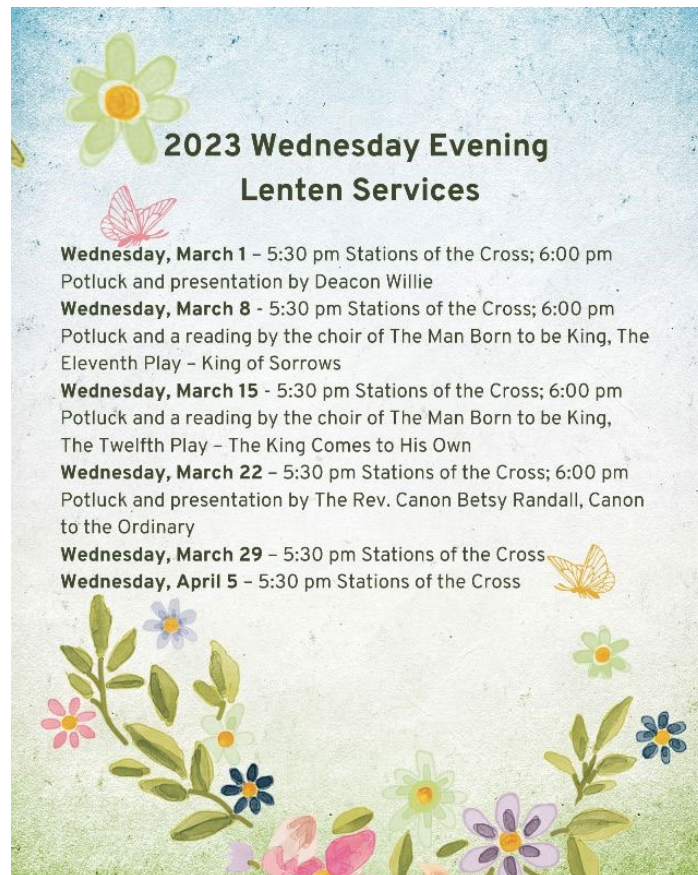 2023 Wednesday Evening
Lenten Services
Wednesday, March 1 – 5:30 pm Stations of the Cross; 6:00 pm
Potluck and presentation by Deacon Willie
Wednesday, March 8 - 5:30 pm Stations of the Cross; 6:00 pm
Potluck and a reading by the choir of The Man Born to be King, The
Eleventh Play – King of Sorrows
Wednesday, March 15 - 5:30 pm Stations of the Cross; 6:00 pm
Potluck and a reading by the choir of The Man Born to be King,
The Twelfth Play – The King Comes to His Own
Wednesday, March 22 – 5:30 pm Stations of the Cross; 6:00 pm
Potluck and presentation by The Rev. Canon Betsy Randall, Canon
to the Ordinary
Wednesday, March 29 – 5:30 pm Stations of the Cross
Wednesday, April 5 – 5:30 pm Stations of the Cross